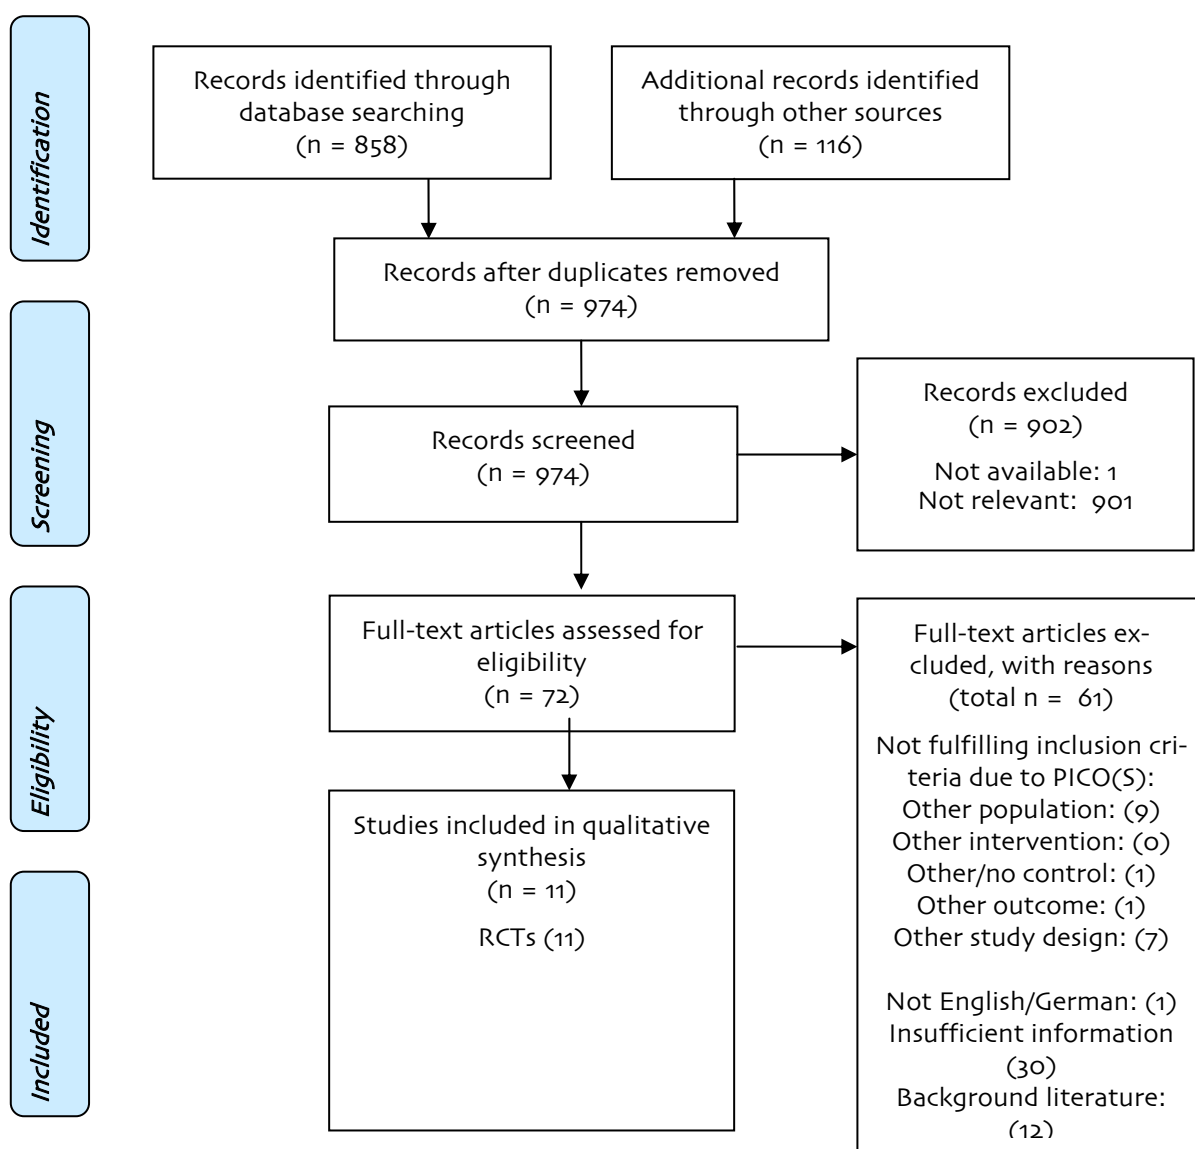 Identification
Records identified through
database searching
(n = 858)
Additional records identified
through other sources
(n = 116)
Records after duplicates removed
(n = 974)
Screening
Records screened
(n = 974)
Records excluded
(n = 902)
Not available: 1
Not relevant:  901
Eligibility
Full-text articles assessed for
eligibility
(n = 72)
Full-text articles ex-
cluded, with reasons
(total n =  61)
Not fulfilling inclusion cri-
teria due to PICO(S):
Other population: (9)
Other intervention: (0)
Other/no control: (1)
Other outcome: (1)
Other study design: (7)
Not English/German: (1)
Insufficient information
(30)
Background literature:
(12)
Included
Studies included in qualitative
synthesis
(n = 11)
RCTs (11)